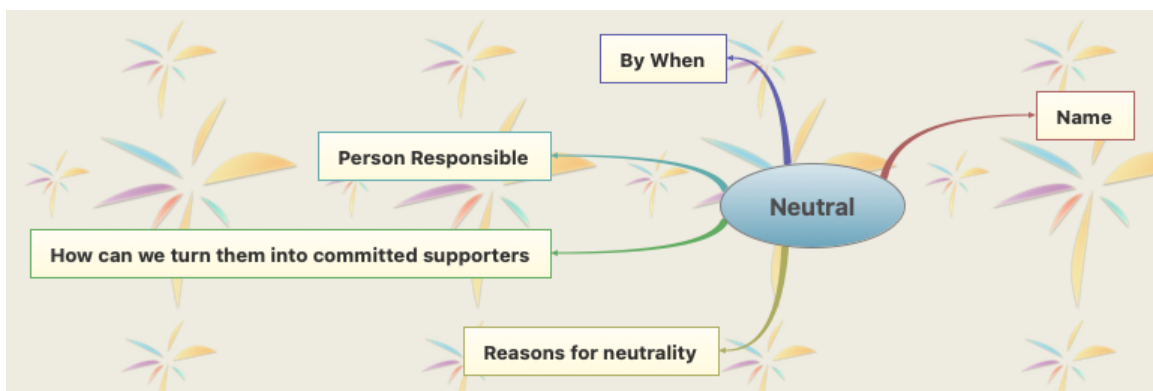 By When
Name
Person Responsible
Neutral
How can we turn them into committed supporters
Reasons for neutrality